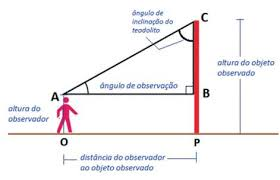 ângulo de
inclinação do
teodolito
C
ângulo de observação
A
B
altura do
observador
altura do objeto
observado
O
P
distância do observador
ao objeto obserbado